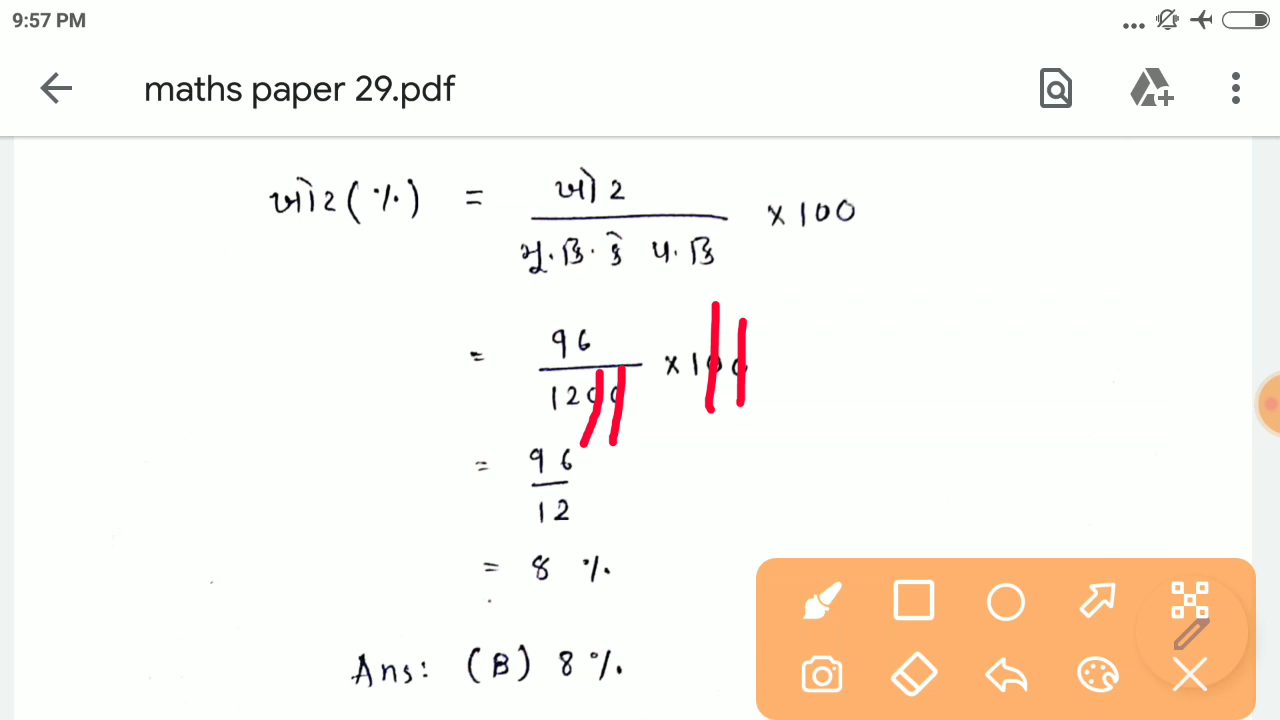 9:57 PM
maths paper 29.pdf
ખોટ (%) = ખોટ / મુ.કિં. કે પ.કિં × 100
= 96 / 1200 × 100
= 96 / 12
= 8 %
Ans: (B) 8 %.